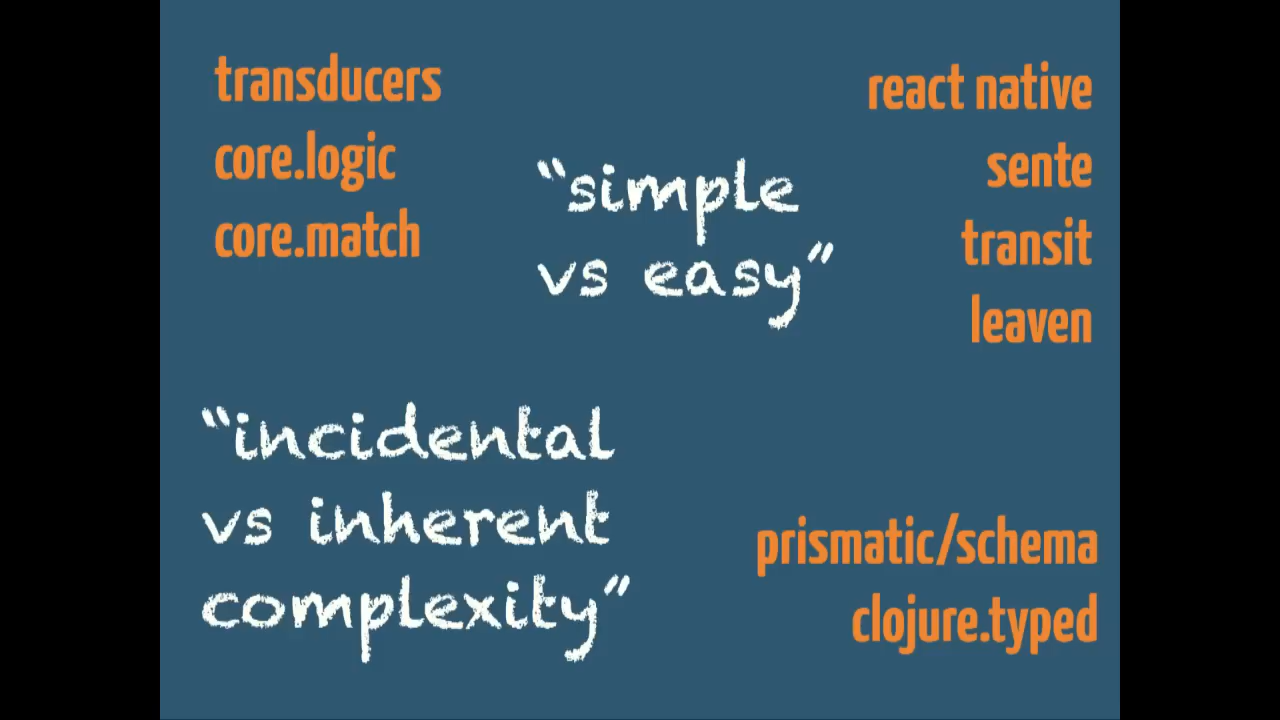 transducers
core.logic
core.match
“simple
vs easy”
react native
sente
transit
leaven
“incidental
vs inherent
complexity”
prismatic/schema
clojure.typed